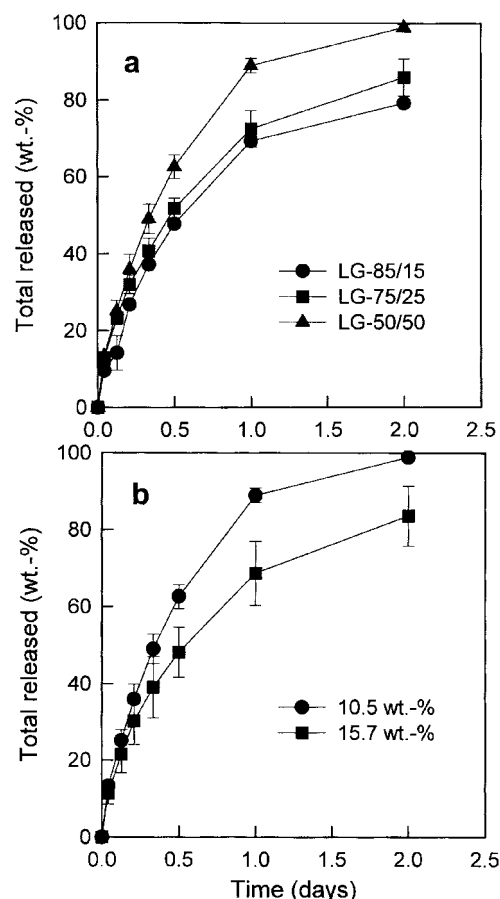 100
a
80
60
40
20
0
Total released (wt.-%)
LG-85/15
LG-75/25
LG-50/50
0.0 0.5 1.0 1.5 2.0 2.5
100
b
80
60
40
20
0
Total released (wt.-%)
10.5 wt.-%
15.7 wt.-%
0.0 0.5 1.0 1.5 2.0 2.5
Time (days)